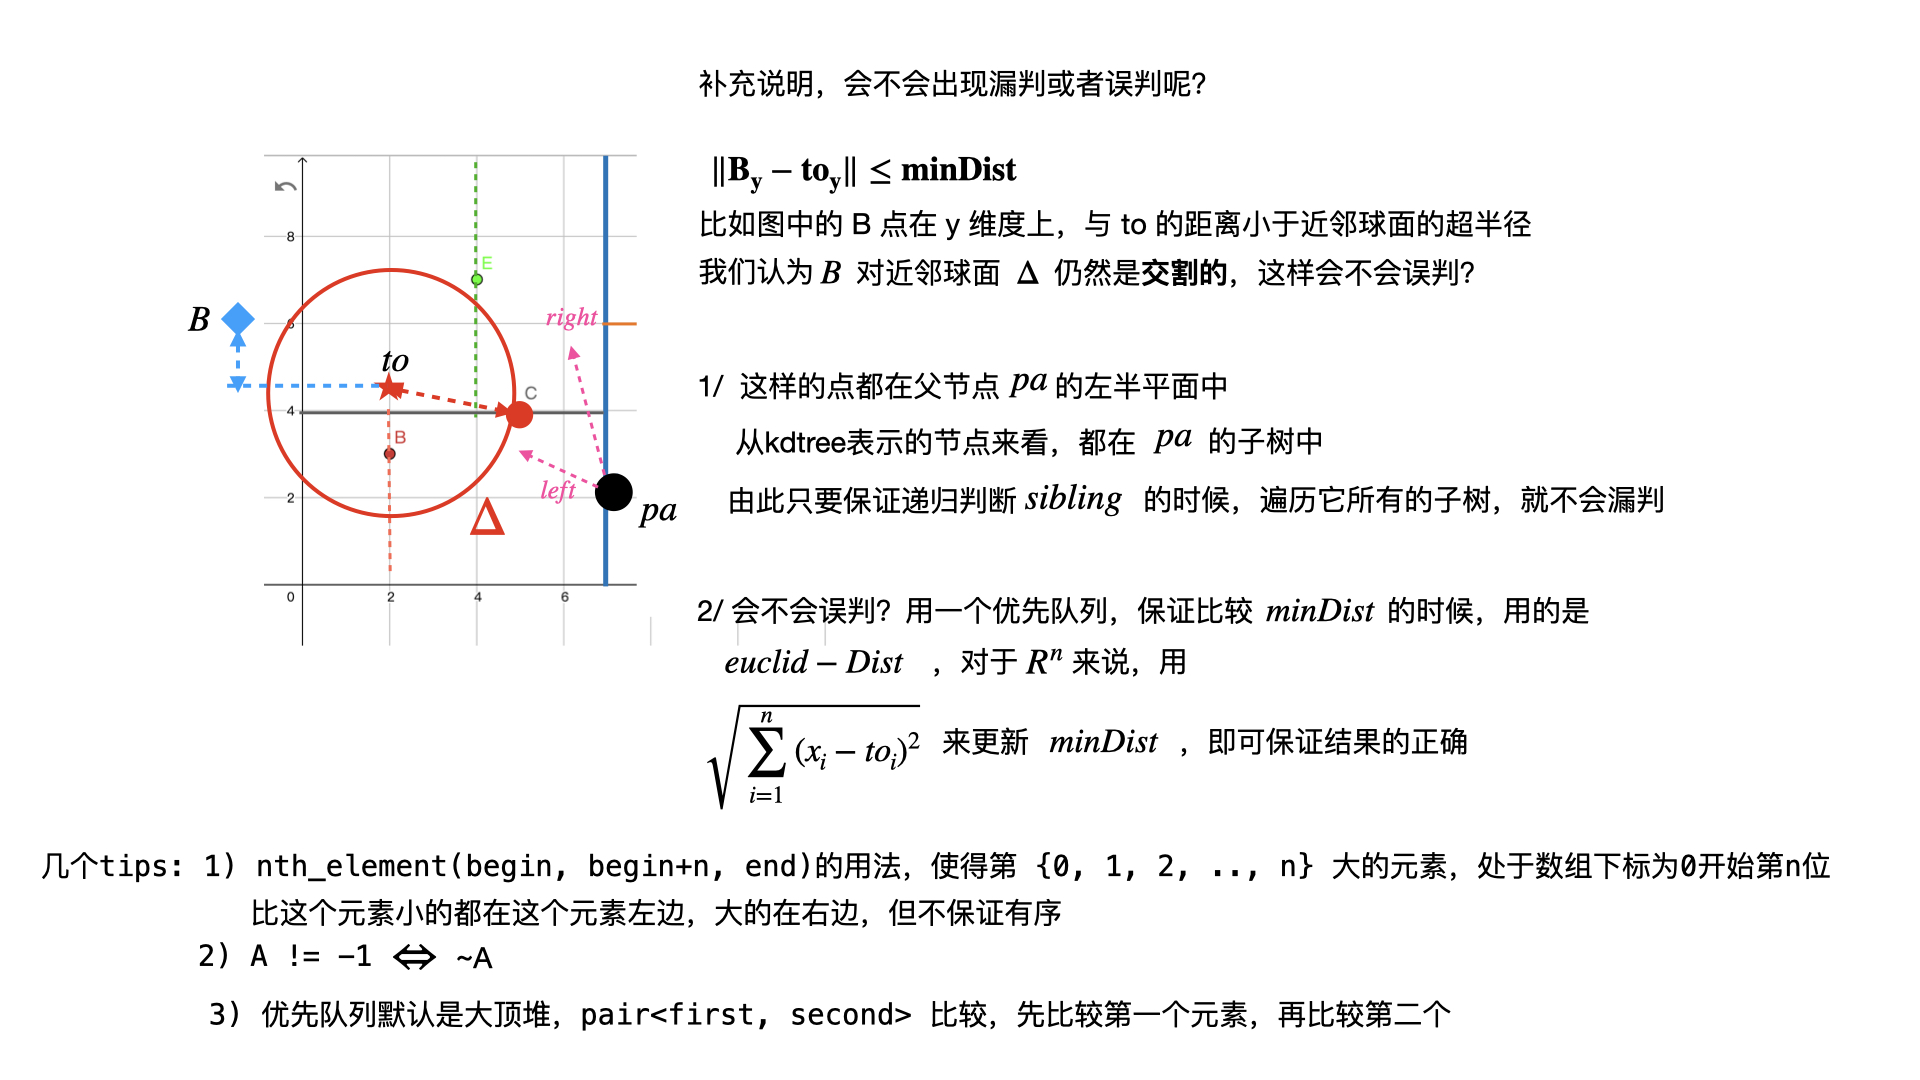 补充说明，会不会出现漏判或者误判呢？
‖B_y − to_y‖ ≤ minDist
比如图中的 B 点在 y 维度上，与 to 的距离小于近邻球面的超半径
我们认为 B 对近邻球面 Δ 仍然是交割的，这样会不会误判？
8
E
B
6
right
to
C
4
B
2
left
Δ
pa
0
2
4
6
1/ 这样的点都在父节点 pa 的左半平面中
从kdtree表示的节点来看，都在 pa 的子树中
由此只要保证递归判断 sibling 的时候，遍历它所有的子树，就不会漏判
2/ 会不会误判？用一个优先队列，保证比较 minDist 的时候，用的是
euclid − Dist ，对于 Rⁿ 来说，用
√∑_{i=1}^{n} (x_i − to_i)² 来更新 minDist ，即可保证结果的正确
几个tips: 1) nth_element(begin, begin+n, end)的用法，使得第 {0, 1, 2, .., n} 大的元素，处于数组下标为0开始第n位
比这个元素小的都在这个元素左边，大的在右边，但不保证有序
2) A != -1 ⟺ ~A
3) 优先队列默认是大顶堆，pair<first, second> 比较，先比较第一个元素，再比较第二个